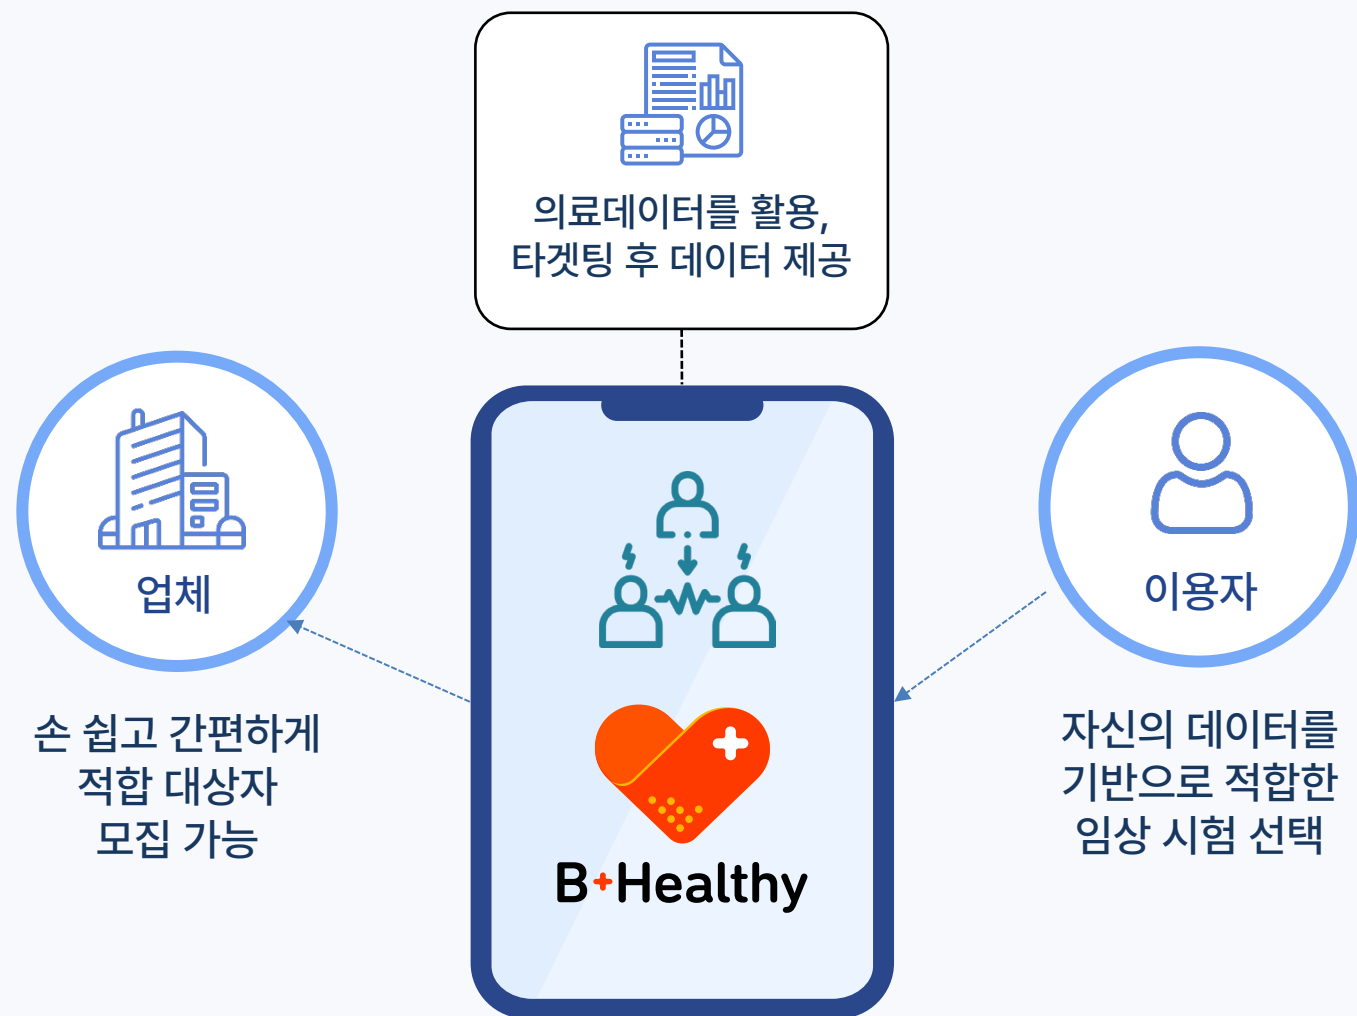 의료데이터를 활용,
타겟팅 후 데이터 제공
업체
손 쉽고 간편하게
적합 대상자
모집 가능
B+Healthy
이용자
자신의 데이터를
기반으로 적합한
임상 시험 선택